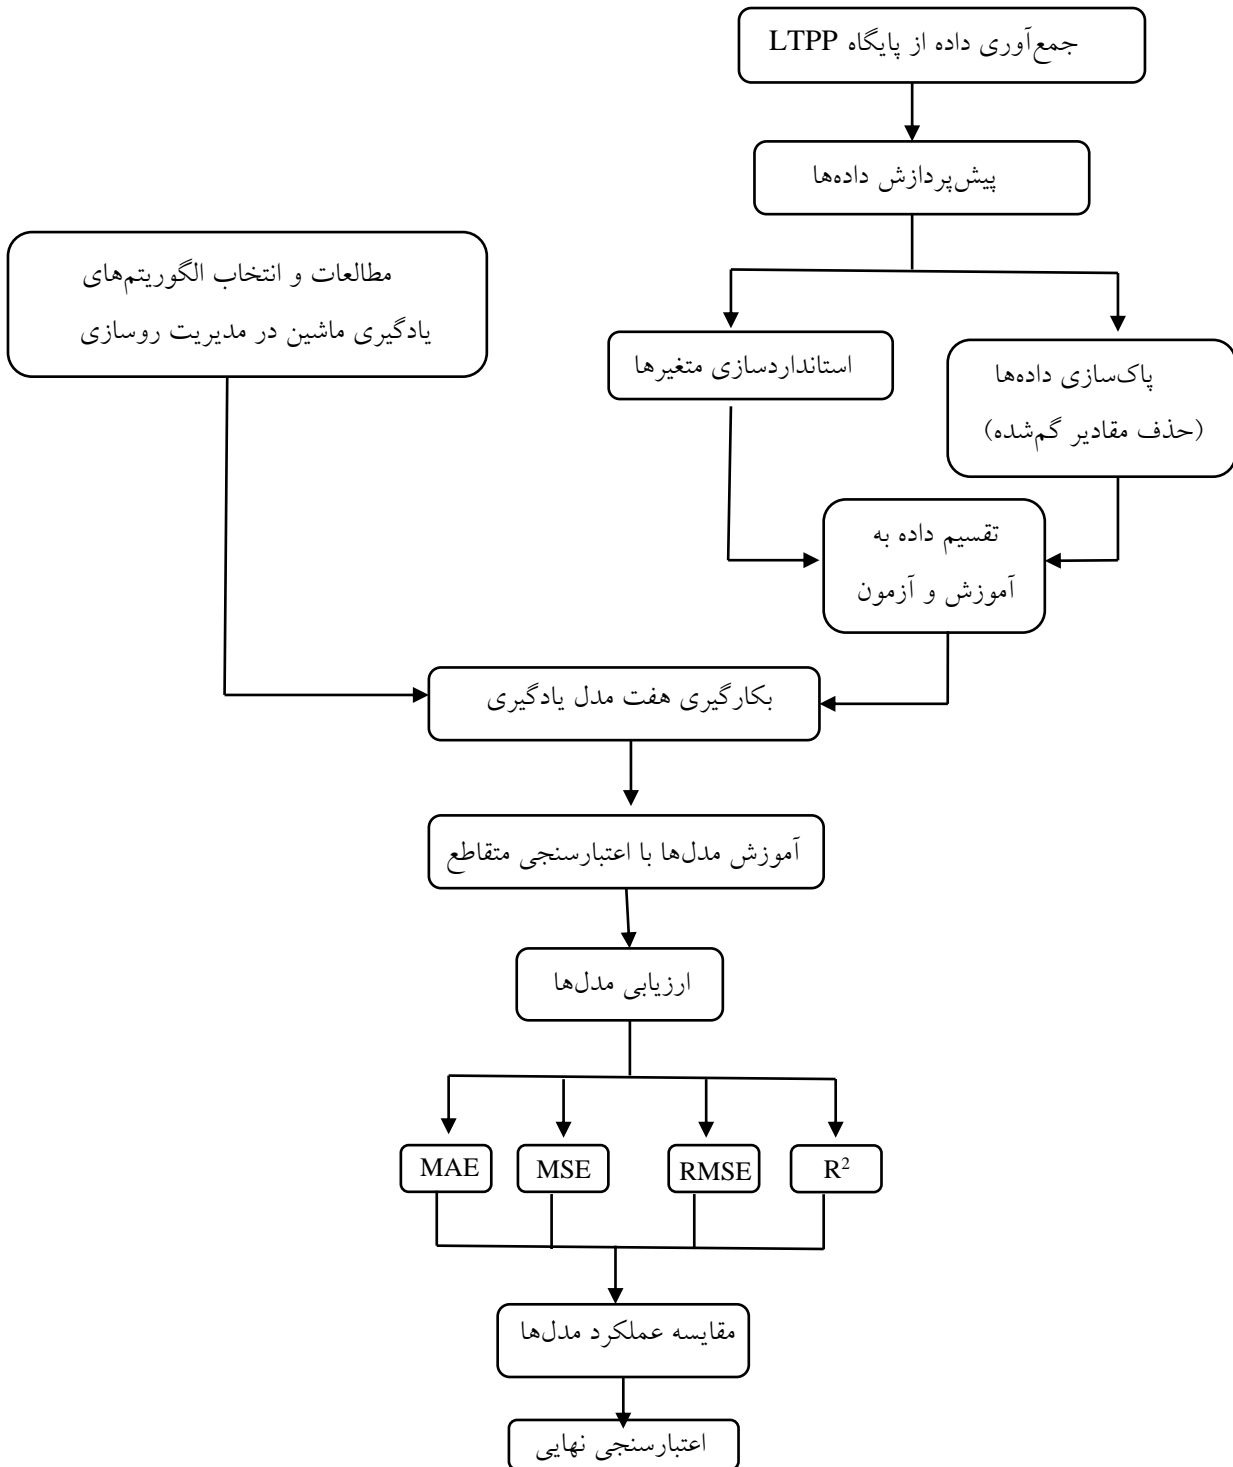 جمع‌آوری داده از پایگاه LTPP
پیش‌پردازش داده‌ها
مطالعات و انتخاب الگوریتم‌های
یادگیری ماشین در مدیریت روسازی
استانداردسازی متغیرها
پاک‌سازی داده‌ها
(حذف مقادیر گم‌شده)
تقسیم داده به
آموزش و آزمون
بکارگیری هفت مدل یادگیری
آموزش مدل‌ها با اعتبارسنجی متقاطع
ارزیابی مدل‌ها
MAE
MSE
RMSE
R²
مقایسه عملکرد مدل‌ها
اعتبارسنجی نهایی